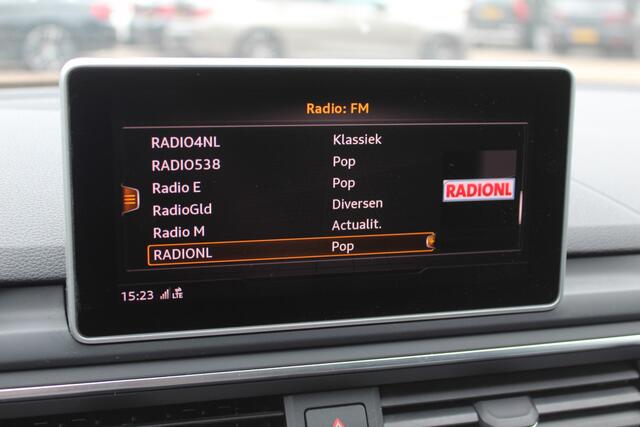 Radio: FM
RADIO4NL Klassiek
RADIO538 Pop
Radio E Pop
RadioGld Diversen
Radio M Actualit.
RADIONL Pop
RADIONL
15:23 LTE